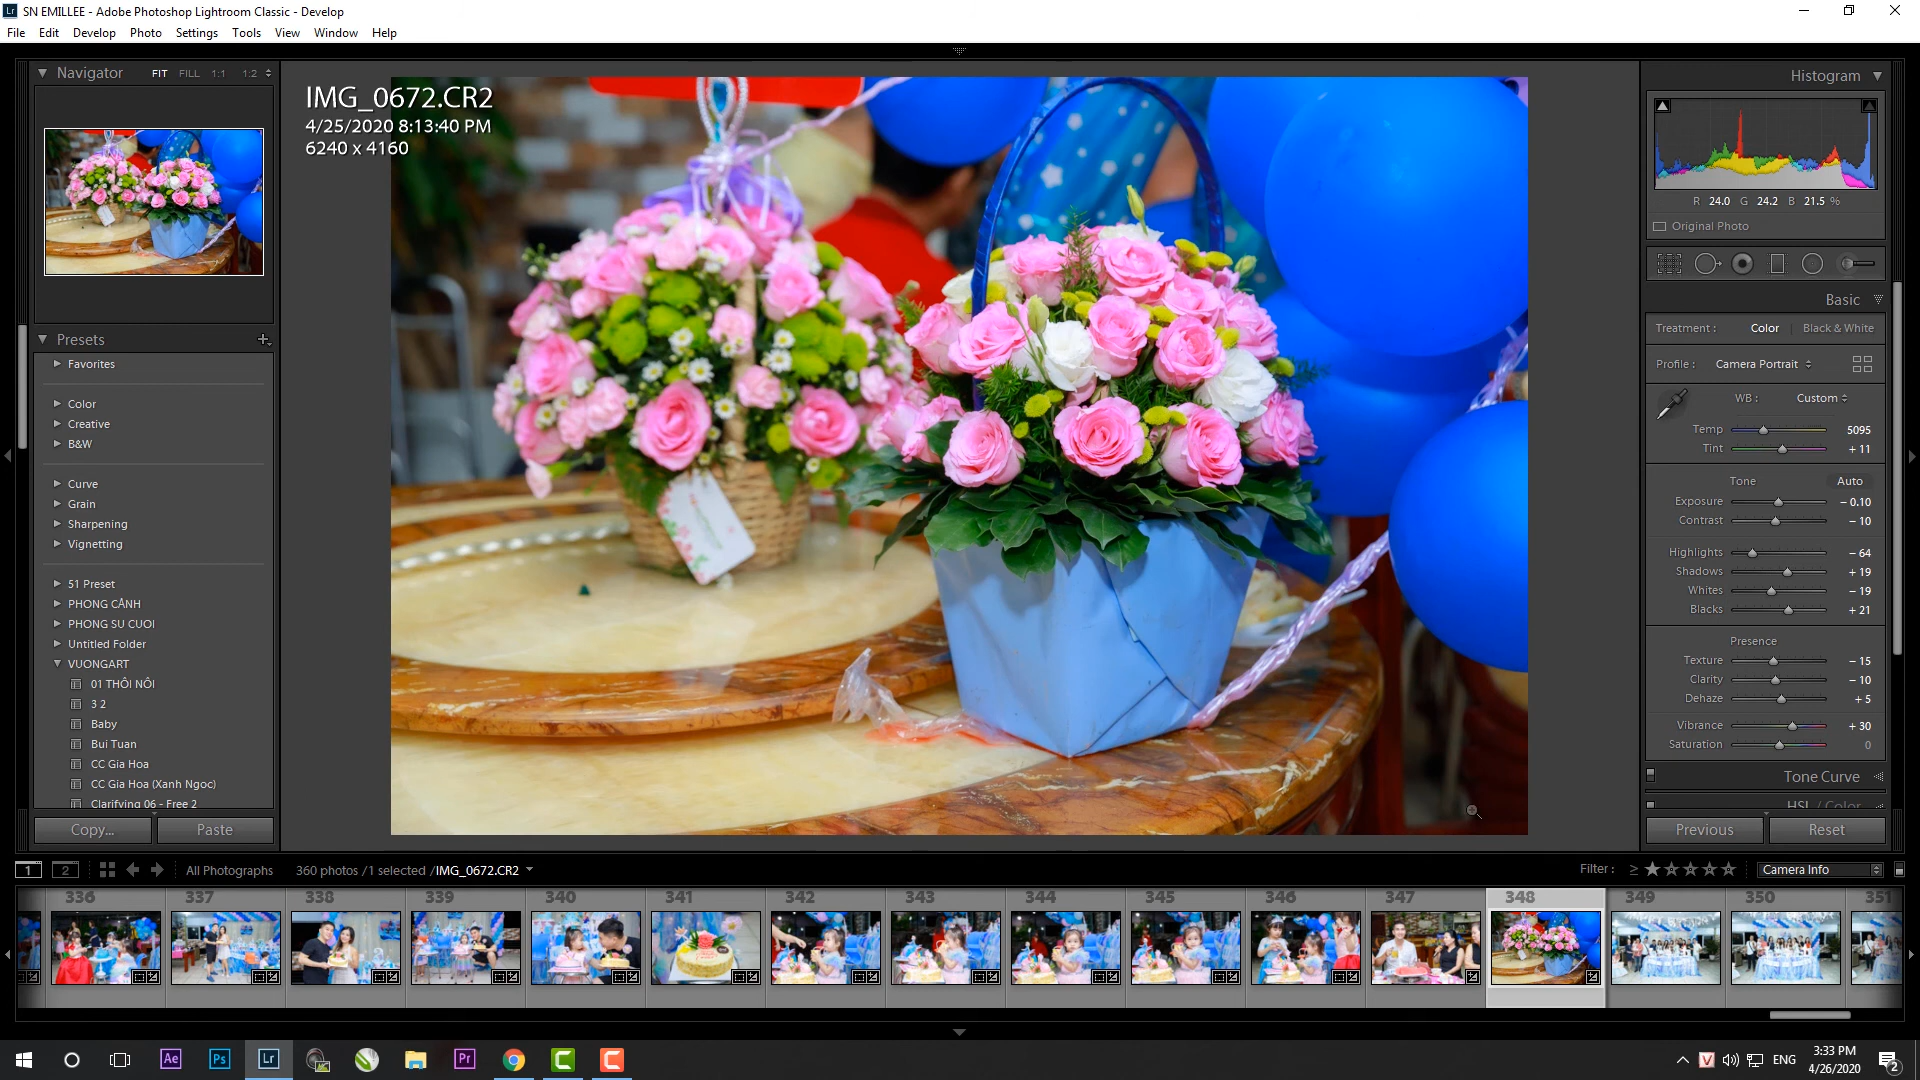 SN EMILLEE - Adobe Photoshop Lightroom Classic - Develop
File Edit Develop Photo Settings Tools View Window Help
Navigator FIT FILL 1:1 1:2
IMG_0672.CR2
4/25/2020 8:13:40 PM
6240 x 4160
Presets
Favorites
Color
Creative
B&W
Curve
Grain
Sharpening
Vignetting
51 Preset
PHONG CẢNH
PHONG SU CUOI
Untitled Folder
VUONGART
01 THÔI NÔI
3 2
Baby
Bui Tuan
CC Gia Hoa
CC Gia Hoa (Xanh Ngoc)
Clarifying 06 - Free 2
Copy... Paste
Histogram
R 24.0 G 24.2 B 21.5 %
Original Photo
Basic
Treatment : Color Black & White
Profile : Camera Portrait
WB : Custom
Temp 5095
Tint + 11
Tone Auto
Exposure - 0.10
Contrast - 10
Highlights - 64
Shadows + 19
Whites - 19
Blacks + 21
Presence
Texture - 15
Clarity - 10
Dehaze + 5
Vibrance + 30
Saturation 0
Tone Curve
HSL / Color
Previous Reset
1 2 All Photographs 360 photos /1 selected /IMG_0672.CR2 Filter : ≥ Camera Info
336 337 338 339 340 341 342 343 344 345 346 347 348 349 350 351
Ae Ps Lr Pr V ENG 3:33 PM
4/26/2020 2